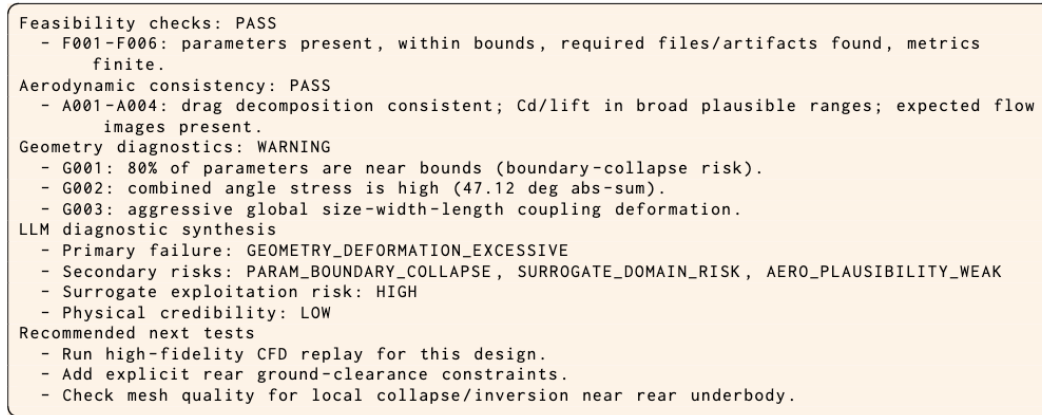 Feasibility checks: PASS
- F001-F006: parameters present, within bounds, required files/artifacts found, metrics
finite.
Aerodynamic consistency: PASS
- A001-A004: drag decomposition consistent; Cd/lift in broad plausible ranges; expected flow
images present.
Geometry diagnostics: WARNING
- G001: 80% of parameters are near bounds (boundary-collapse risk).
- G002: combined angle stress is high (47.12 deg abs-sum).
- G003: aggressive global size-width-length coupling deformation.
LLM diagnostic synthesis
- Primary failure: GEOMETRY_DEFORMATION_EXCESSIVE
- Secondary risks: PARAM_BOUNDARY_COLLAPSE, SURROGATE_DOMAIN_RISK, AERO_PLAUSIBILITY_WEAK
- Surrogate exploitation risk: HIGH
- Physical credibility: LOW
Recommended next tests
- Run high-fidelity CFD replay for this design.
- Add explicit rear ground-clearance constraints.
- Check mesh quality for local collapse/inversion near rear underbody.